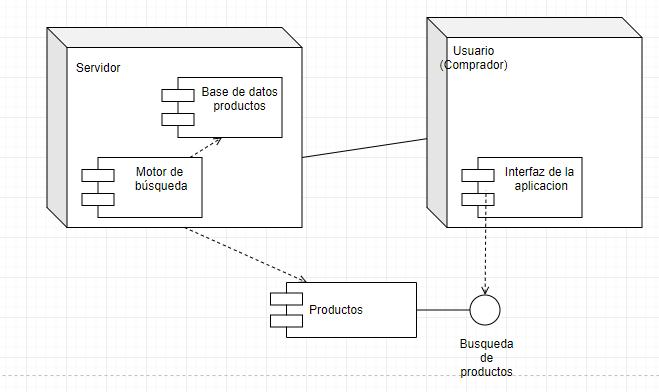 Servidor
Base de datos
productos
Motor de
búsqueda
Usuario
(Comprador)
Interfaz de la
aplicacion
Productos
Busqueda
de
productos